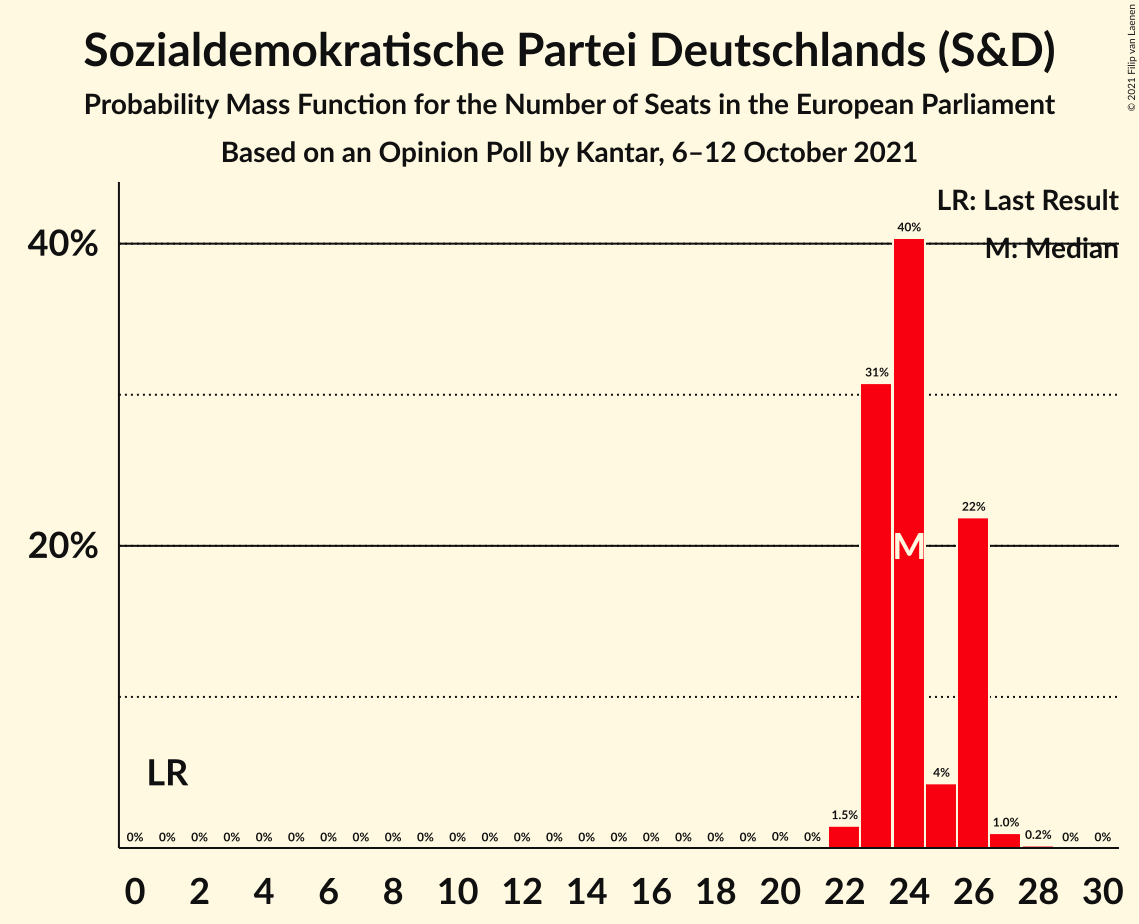 Sozialdemokratische Partei Deutschlands (S&D)
Probability Mass Function for the Number of Seats in the European Parliament
Based on an Opinion Poll by Kantar, 6–12 October 2021
© 2021 Filip van Laenen
LR: Last Result
M: Median
40%
20%
40%
31%
22%
M
4%
LR
0% 0% 0% 0% 0% 0% 0% 0% 0% 0% 0% 0% 0% 0% 0% 0% 0% 0% 0% 0% 0% 0% 1.5% 1.0% 0.2% 0% 0%
0 2 4 6 8 10 12 14 16 18 20 22 24 26 28 30